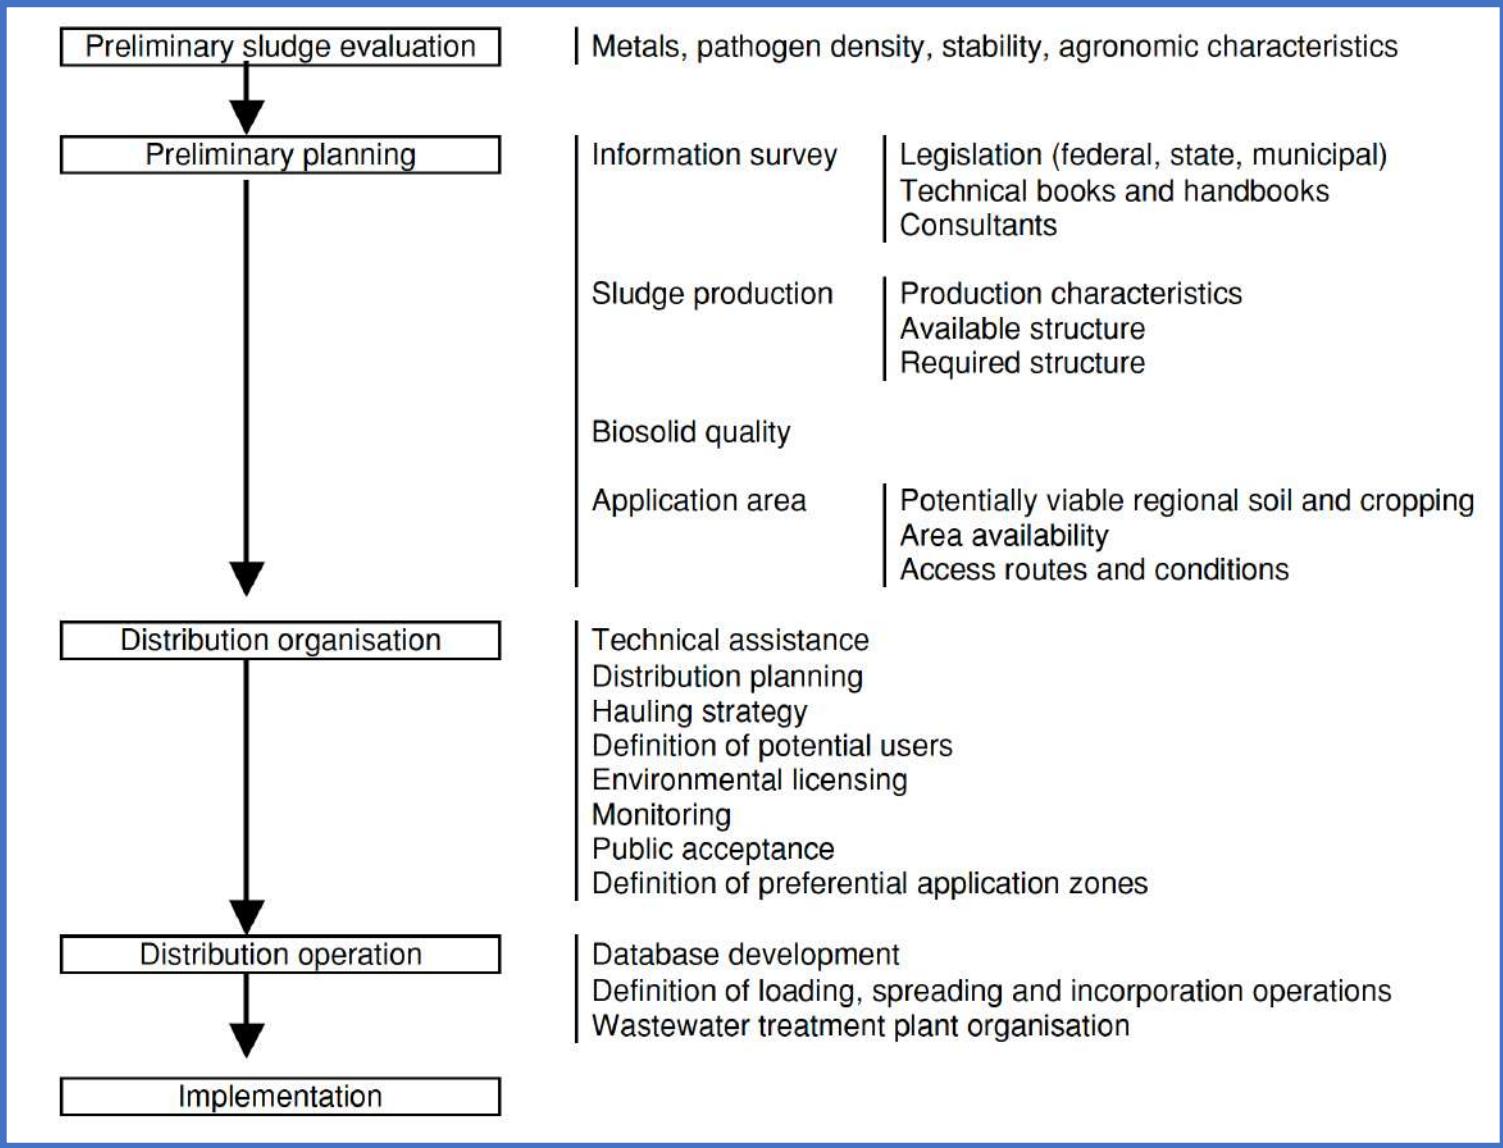 Preliminary sludge evaluation
Metals, pathogen density, stability, agronomic characteristics
Preliminary planning
Information survey
Legislation (federal, state, municipal)
Technical books and handbooks
Consultants
Sludge production
Production characteristics
Available structure
Required structure
Biosolid quality
Application area
Potentially viable regional soil and cropping
Area availability
Access routes and conditions
Distribution organisation
Technical assistance
Distribution planning
Hauling strategy
Definition of potential users
Environmental licensing
Monitoring
Public acceptance
Definition of preferential application zones
Distribution operation
Database development
Definition of loading, spreading and incorporation operations
Wastewater treatment plant organisation
Implementation